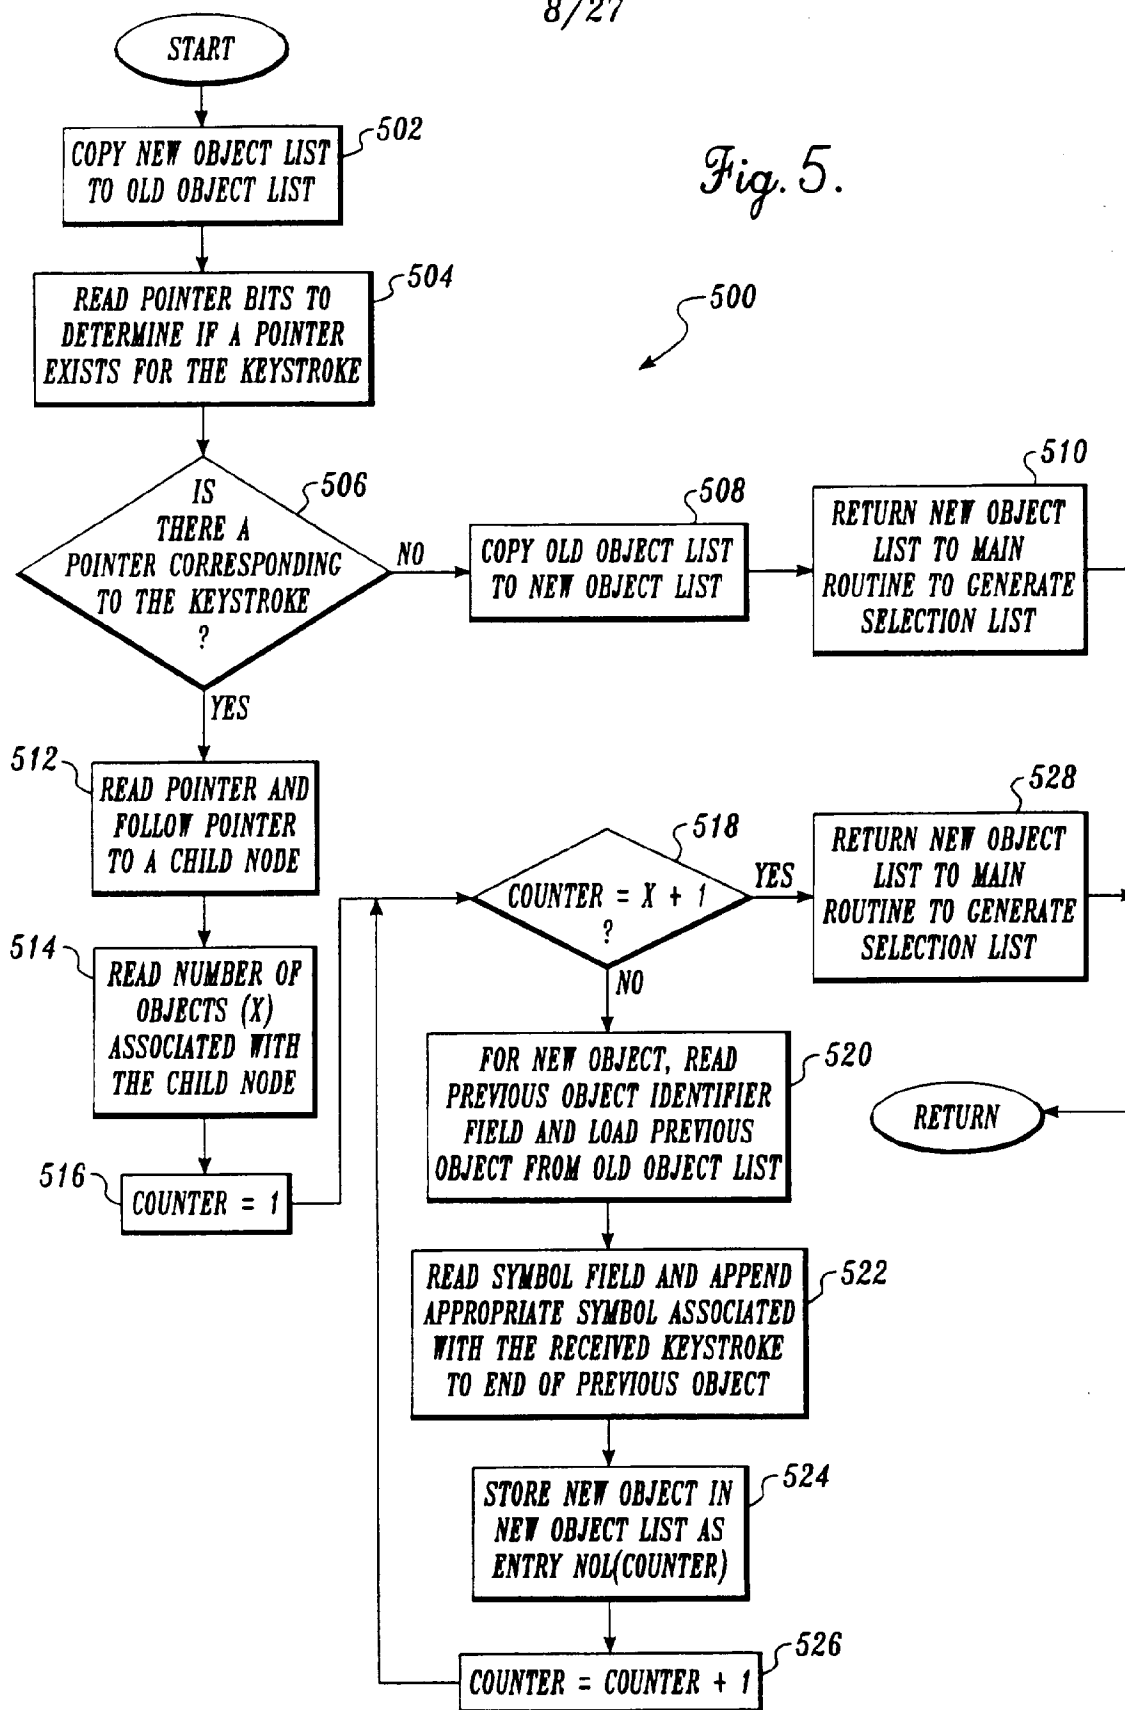 8/27
START
502
COPY NEW OBJECT LIST
TO OLD OBJECT LIST
Fig. 5.
504
READ POINTER BITS TO
DETERMINE IF A POINTER
EXISTS FOR THE KEYSTROKE
500
506
IS
THERE A
POINTER CORRESPONDING
TO THE KEYSTROKE
?
NO
508
COPY OLD OBJECT LIST
TO NEW OBJECT LIST
510
RETURN NEW OBJECT
LIST TO MAIN
ROUTINE TO GENERATE
SELECTION LIST
YES
512
READ POINTER AND
FOLLOW POINTER
TO A CHILD NODE
514
READ NUMBER OF
OBJECTS (X)
ASSOCIATED WITH
THE CHILD NODE
516
COUNTER = 1
518
COUNTER = X + 1
?
YES
528
RETURN NEW OBJECT
LIST TO MAIN
ROUTINE TO GENERATE
SELECTION LIST
NO
520
FOR NEW OBJECT, READ
PREVIOUS OBJECT IDENTIFIER
FIELD AND LOAD PREVIOUS
OBJECT FROM OLD OBJECT LIST
RETURN
522
READ SYMBOL FIELD AND APPEND
APPROPRIATE SYMBOL ASSOCIATED
WITH THE RECEIVED KEYSTROKE
TO END OF PREVIOUS OBJECT
524
STORE NEW OBJECT IN
NEW OBJECT LIST AS
ENTRY NOL(COUNTER)
526
COUNTER = COUNTER + 1